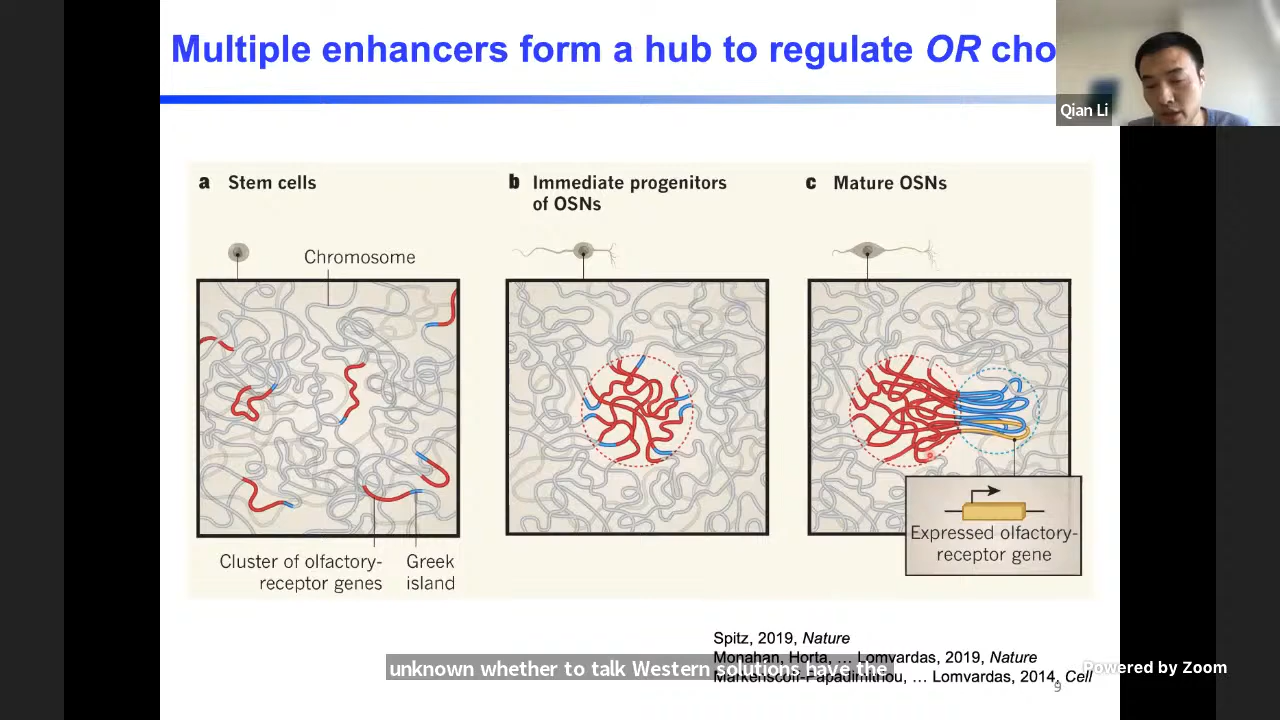 Multiple enhancers form a hub to regulate OR cho
Qian Li
a Stem cells
b Immediate progenitors
of OSNs
c Mature OSNs
Chromosome
Cluster of olfactory-
receptor genes
Greek
island
Expressed olfactory-
receptor gene
Spitz, 2019, Nature
Monahan, Horta, ... Lomvardas, 2019, Nature
Markenscoff-Papadimitriou, ... Lomvardas, 2014, Cell
unknown whether to talk Western solutions have the
Powered by Zoom
9